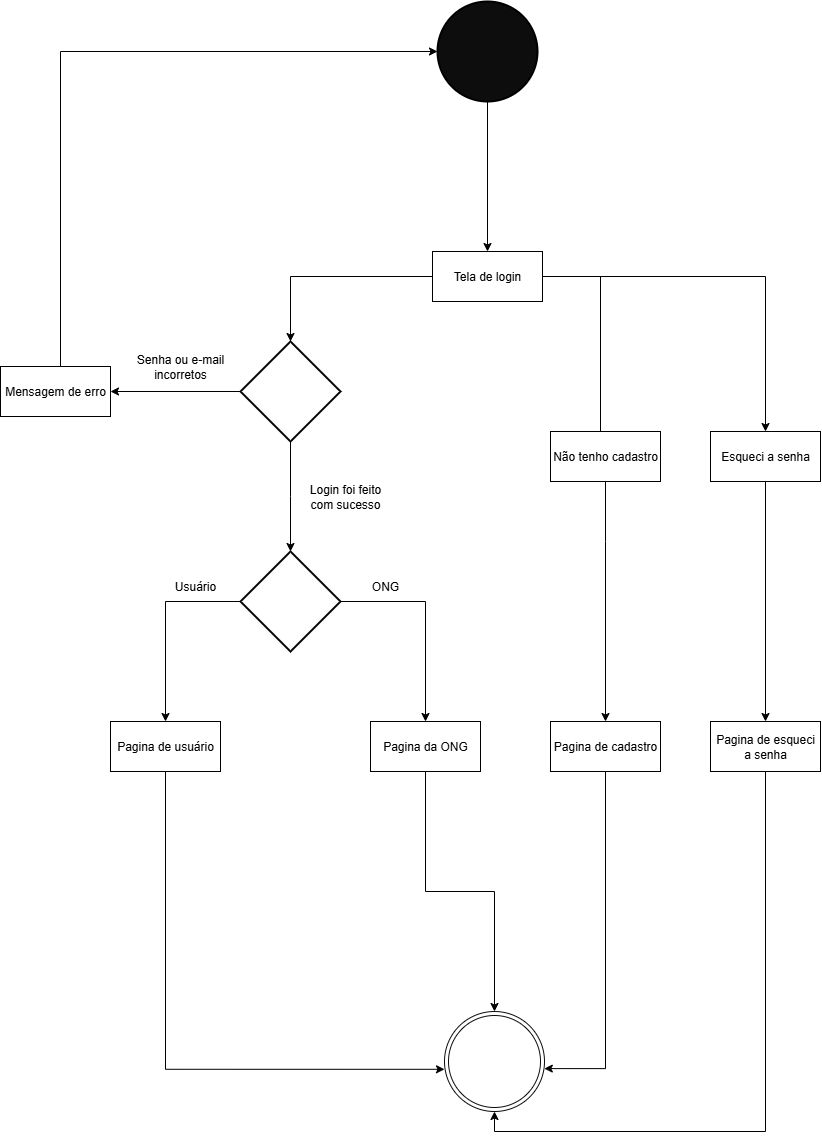 Tela de login
Senha ou e-mail
incorretos
Mensagem de erro
Não tenho cadastro
Esqueci a senha
Login foi feito
com sucesso
Usuário
ONG
Pagina de usuário
Pagina da ONG
Pagina de cadastro
Pagina de esqueci
a senha